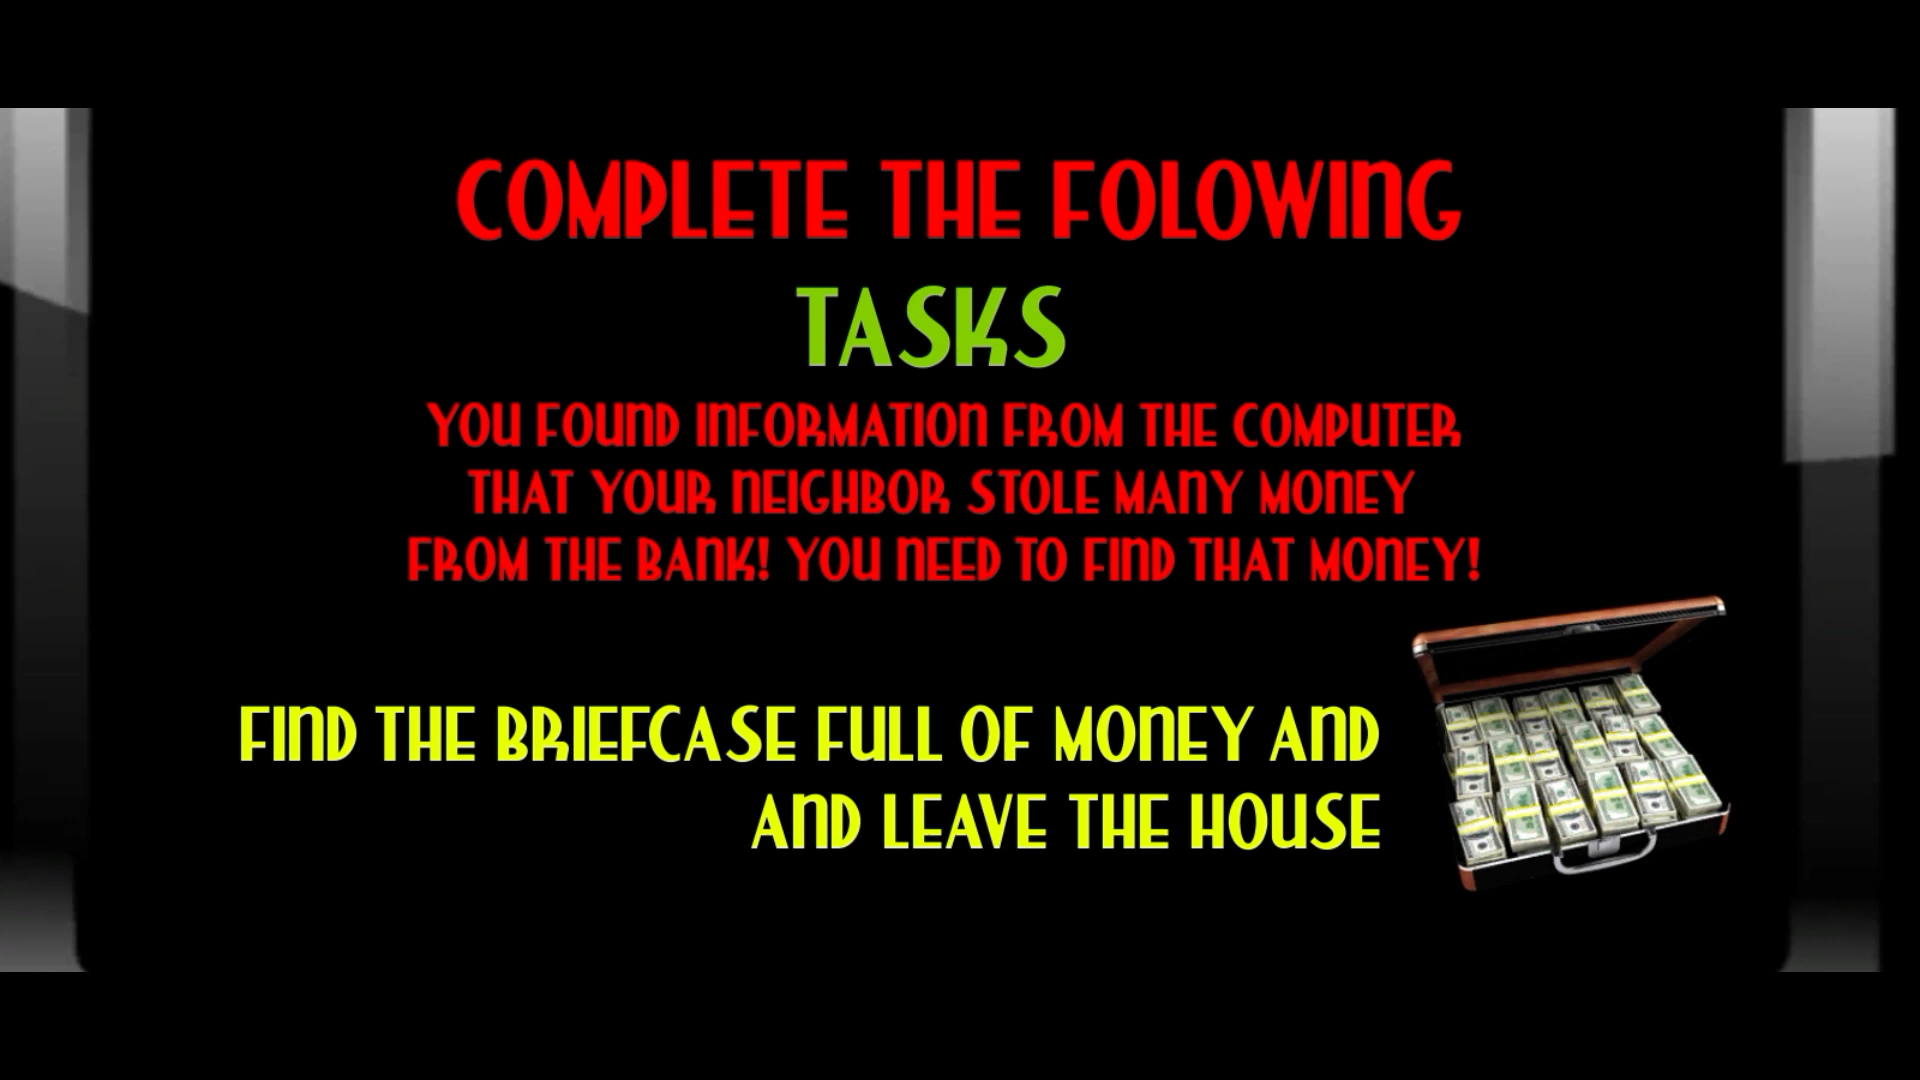 COMPLETE THE FOLOWING
TASKS
YOU FOUND INFORMATION FROM THE COMPUTER
THAT YOUR NEIGHBOR STOLE MANY MONEY
FROM THE BANK! YOU NEED TO FIND THAT MONEY!
FIND THE BRIEFCASE FULL OF MONEY AND
AND LEAVE THE HOUSE